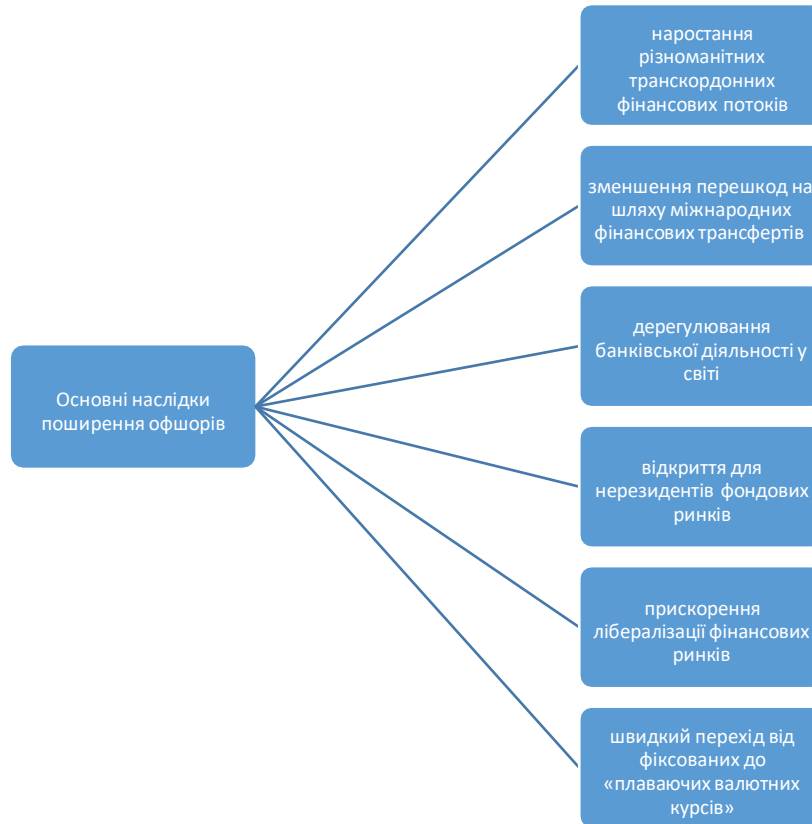 Основні наслідки
поширення офшорів
наростання
різноманітних
транскордонних
фінансових потоків
зменшення перешкод на
шляху міжнародних
фінансових трансфертів
дерегулювання
банківської діяльності у
світі
відкриття для
нерезидентів фондових
ринків
прискорення
лібералізації фінансових
ринків
швидкий перехід від
фіксованих до
«плаваючих валютних
курсів»